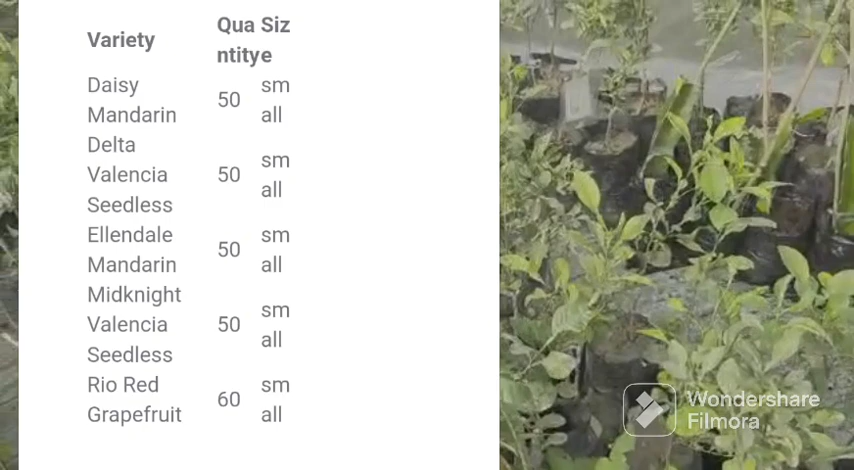 Variety Qua Siz
ntitye
Daisy
Mandarin
50
sm
all
Delta
Valencia
Seedless
50
sm
all
Ellendale
Mandarin
50
sm
all
Midknight
Valencia
Seedless
50
sm
all
Rio Red
Grapefruit
60
sm
all
Wondershare
Filmora